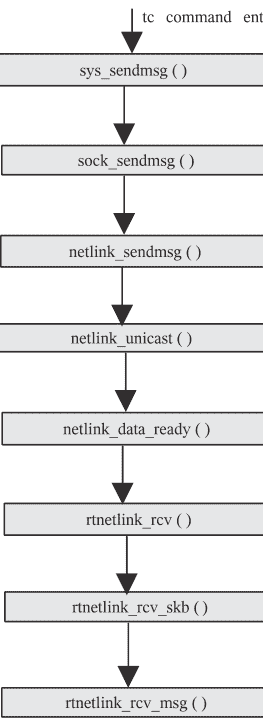 tc command ent
sys_sendmsg ( )
sock_sendmsg ( )
netlink_sendmsg ( )
netlink_unicast ( )
netlink_data_ready ( )
rtnetlink_rcv ( )
rtnetlink_rcv_skb ( )
rtnetlink_rcv_msg ( )